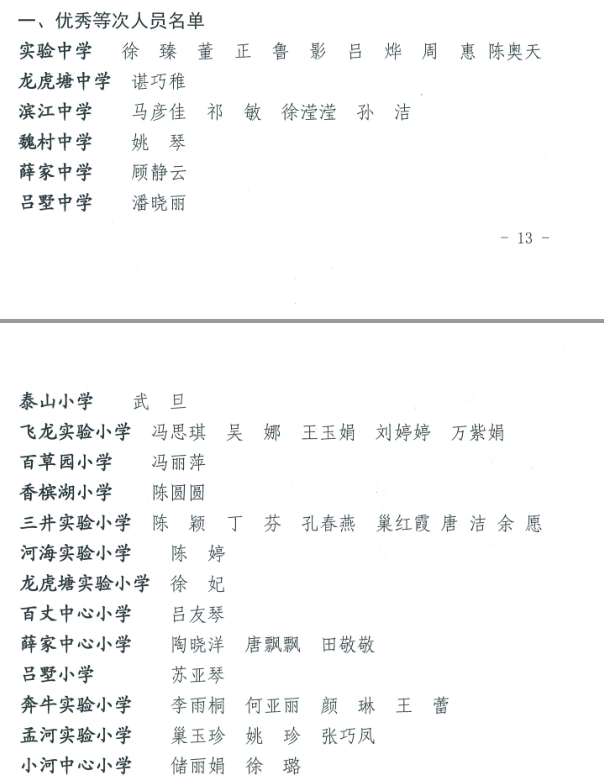 一、优秀等次人员名单
实验中学 徐 臻 董 正 鲁 影 吕 烨 周 惠 陈奥天
龙虎塘中学 谌巧稚
滨江中学 马彦佳 祁 敏 徐滢滢 孙 洁
魏村中学 姚 琴
薛家中学 顾静云
吕墅中学 潘晓丽
- 13 -
泰山小学 武 旦
飞龙实验小学 冯思琪 吴 娜 王玉娟 刘婷婷 万紫娟
百草园小学 冯丽萍
香槟湖小学 陈圆圆
三井实验小学 陈 颖 丁 芬 孔春燕 巢红霞 唐 洁 余 愿
河海实验小学 陈 婷
龙虎塘实验小学 徐 妃
百丈中心小学 吕友琴
薛家中心小学 陶晓洋 唐飘飘 田敬敬
吕墅小学 苏亚琴
奔牛实验小学 李雨桐 何亚丽 颜 琳 王 蕾
孟河实验小学 巢玉珍 姚 珍 张巧凤
小河中心小学 储丽娟 徐 璐